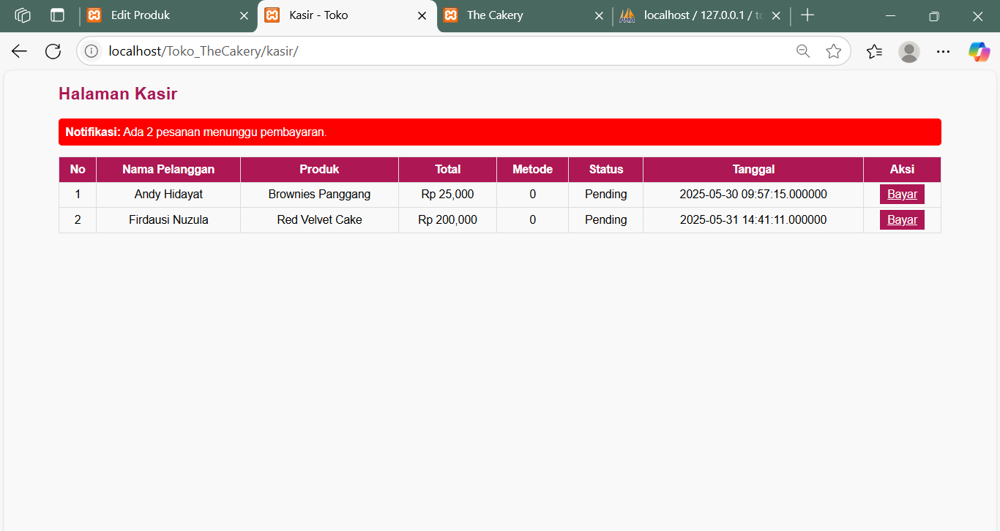 Edit Produk
Kasir - Toko
The Cakery
localhost / 127.0.0.1 /
localhost/Toko_TheCakery/kasir/
Halaman Kasir
Notifikasi: Ada 2 pesanan menunggu pembayaran.
No Nama Pelanggan Produk Total Metode Status Tanggal Aksi
1 Andy Hidayat Brownies Panggang Rp 25,000 0 Pending 2025-05-30 09:57:15.000000 Bayar
2 Firdausi Nuzula Red Velvet Cake Rp 200,000 0 Pending 2025-05-31 14:41:11.000000 Bayar